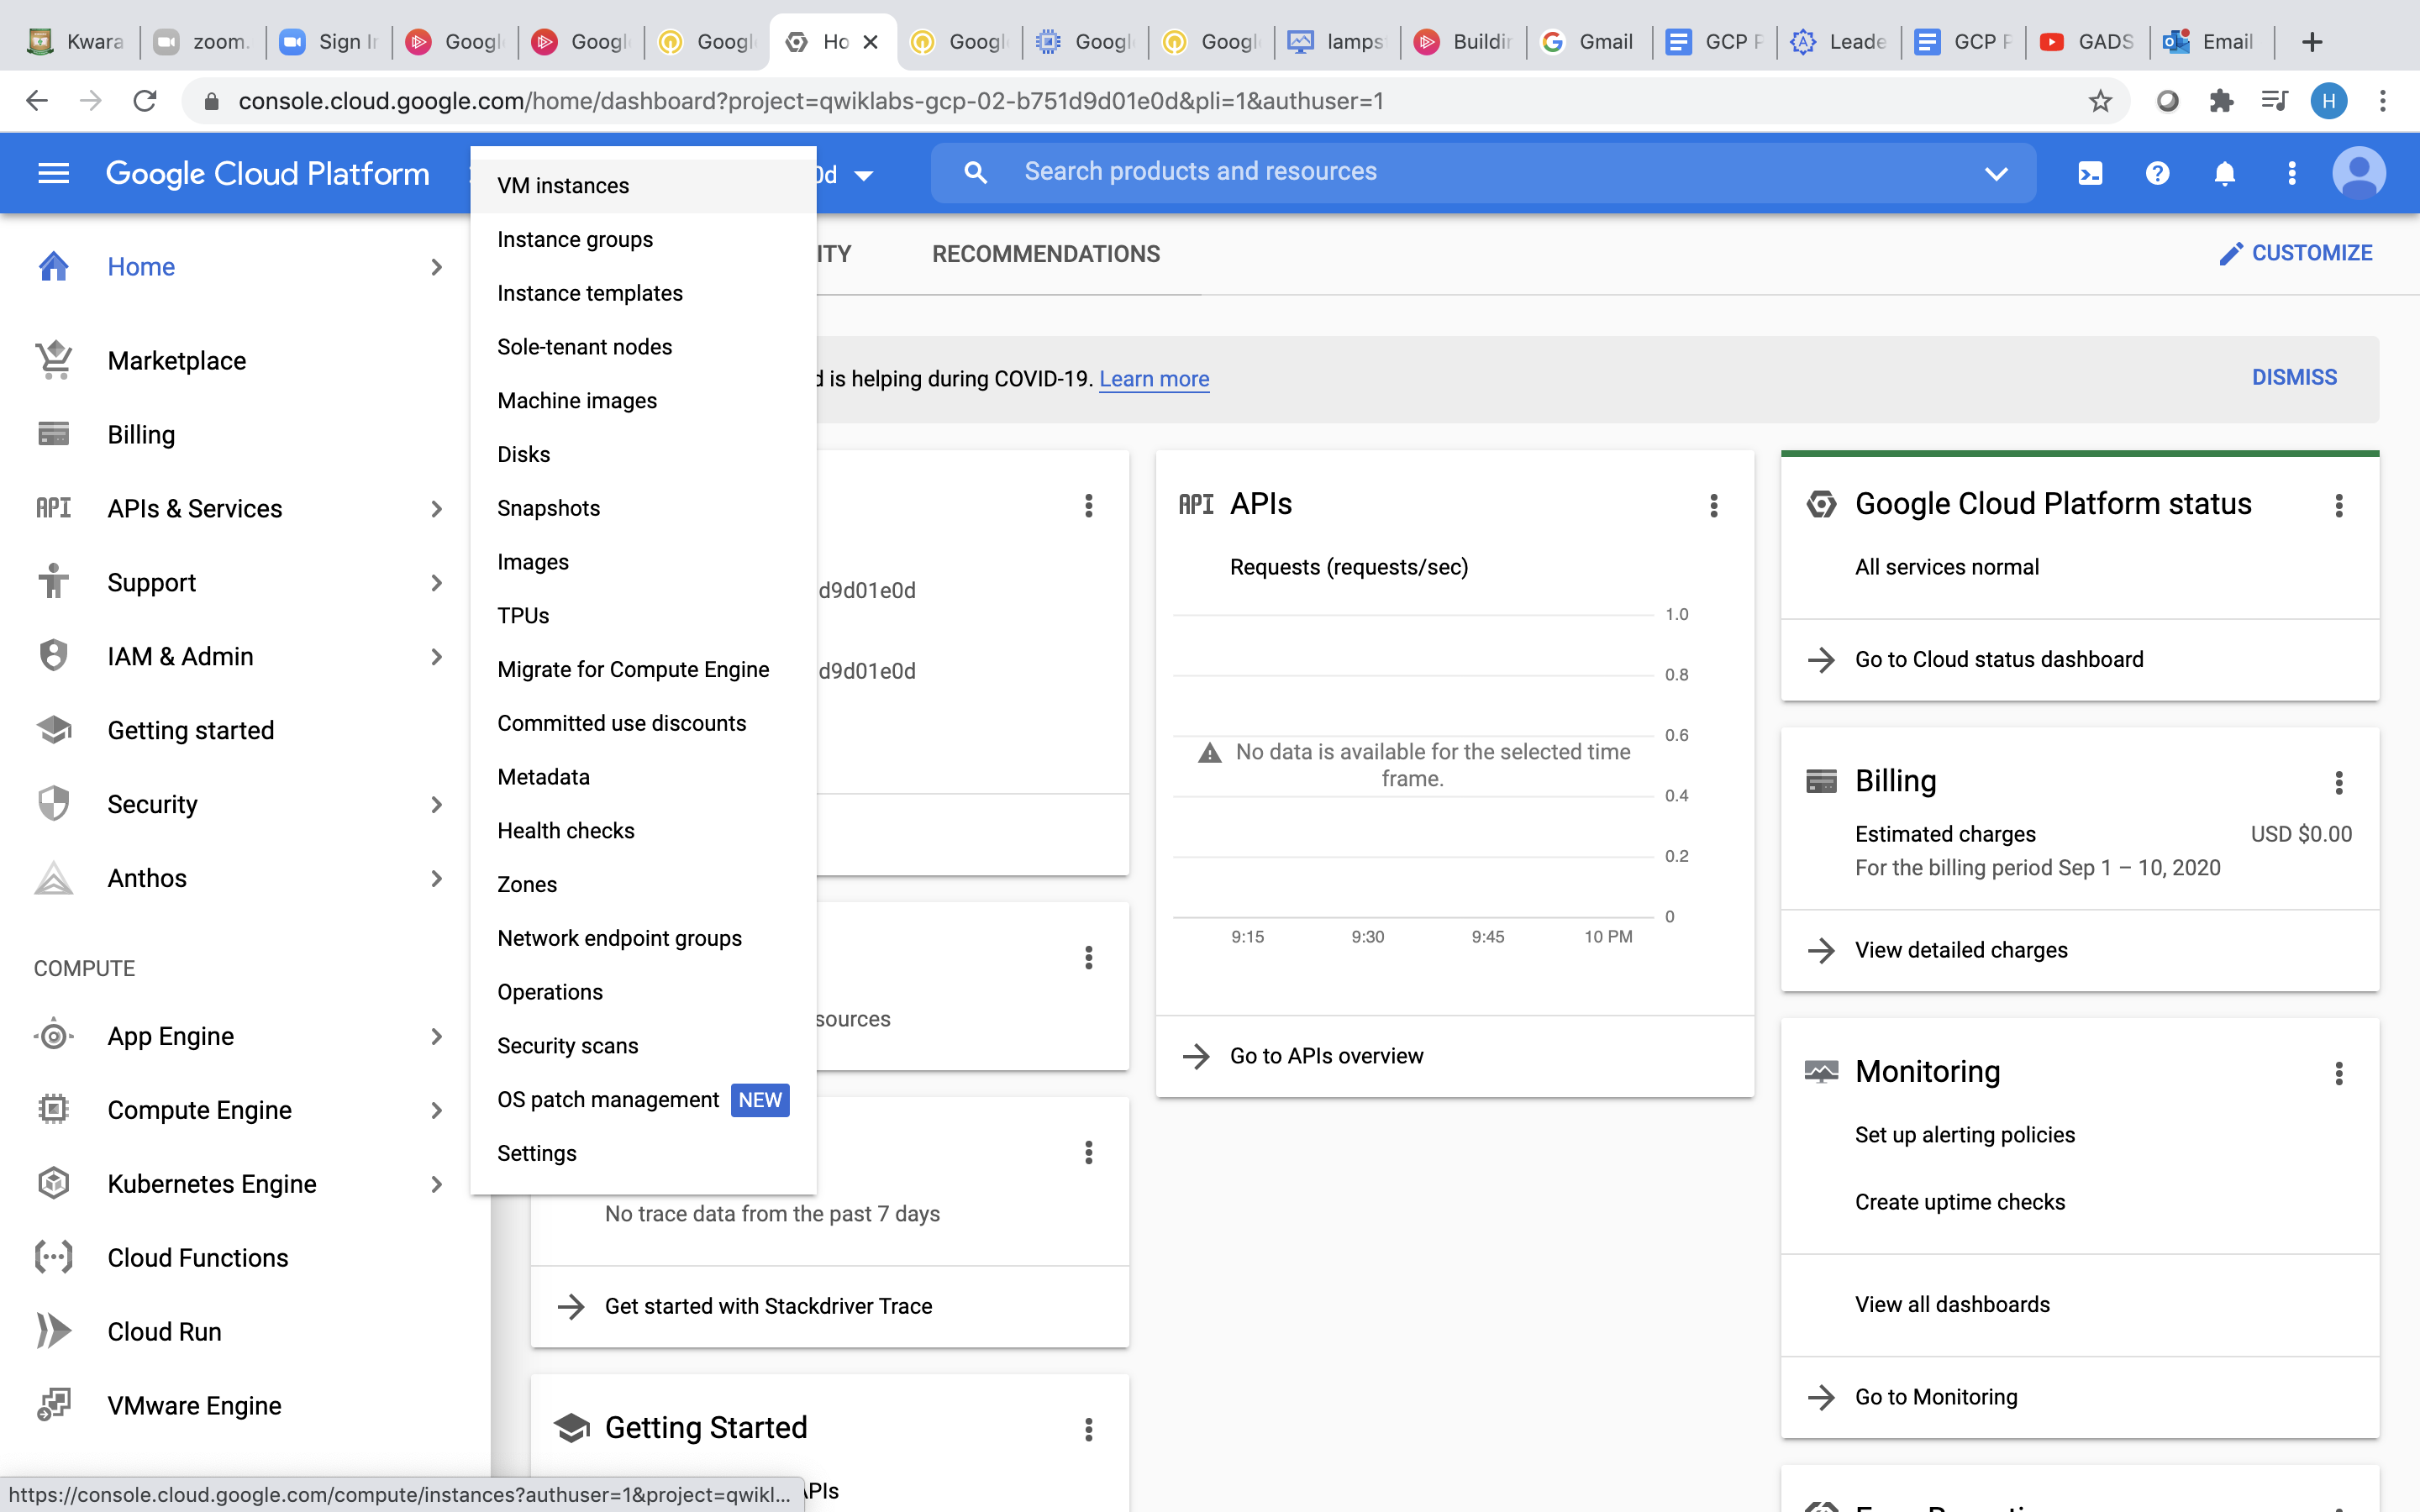 Kwara
zoom.
Sign In
Googl
Googl
Googl
Ho
Googl
Googl
Googl
lamps
Buildin
Gmail
GCP P
Leade
GCP P
GADS
Email
console.cloud.google.com/home/dashboard?project=qwiklabs-gcp-02-b751d9d01e0d&pli=1&authuser=1
H
Google Cloud Platform
0d
Search products and resources
Home
Marketplace
Billing
API APIs & Services
Support
IAM & Admin
Getting started
Security
Anthos
COMPUTE
App Engine
Compute Engine
Kubernetes Engine
Cloud Functions
Cloud Run
VMware Engine
VM instances
Instance groups
Instance templates
Sole-tenant nodes
Machine images
Disks
Snapshots
Images
TPUs
Migrate for Compute Engine
Committed use discounts
Metadata
Health checks
Zones
Network endpoint groups
Operations
Security scans
OS patch management NEW
Settings
ITY
RECOMMENDATIONS
CUSTOMIZE
d is helping during COVID-19. Learn more
DISMISS
d9d01e0d
d9d01e0d
sources
No trace data from the past 7 days
Get started with Stackdriver Trace
Getting Started
APIs
API APIs
Requests (requests/sec)
1.0
0.8
0.6
No data is available for the selected time
frame.
0.4
0.2
0
9:15
9:30
9:45
10 PM
Go to APIs overview
Google Cloud Platform status
All services normal
Go to Cloud status dashboard
Billing
Estimated charges
USD $0.00
For the billing period Sep 1 – 10, 2020
View detailed charges
Monitoring
Set up alerting policies
Create uptime checks
View all dashboards
Go to Monitoring
https://console.cloud.google.com/compute/instances?authuser=1&project=qwikl...